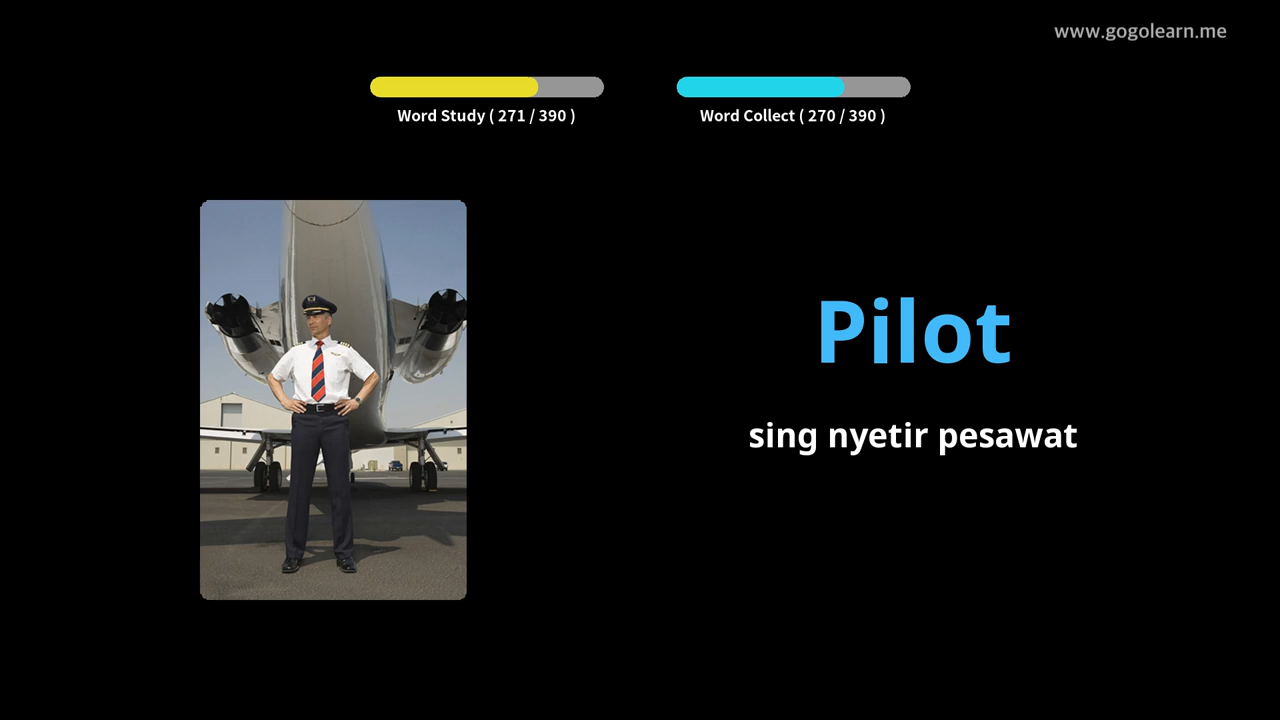 www.gogolearn.me
Word Study ( 271 / 390 )
Word Collect ( 270 / 390 )
Pilot
sing nyetir pesawat